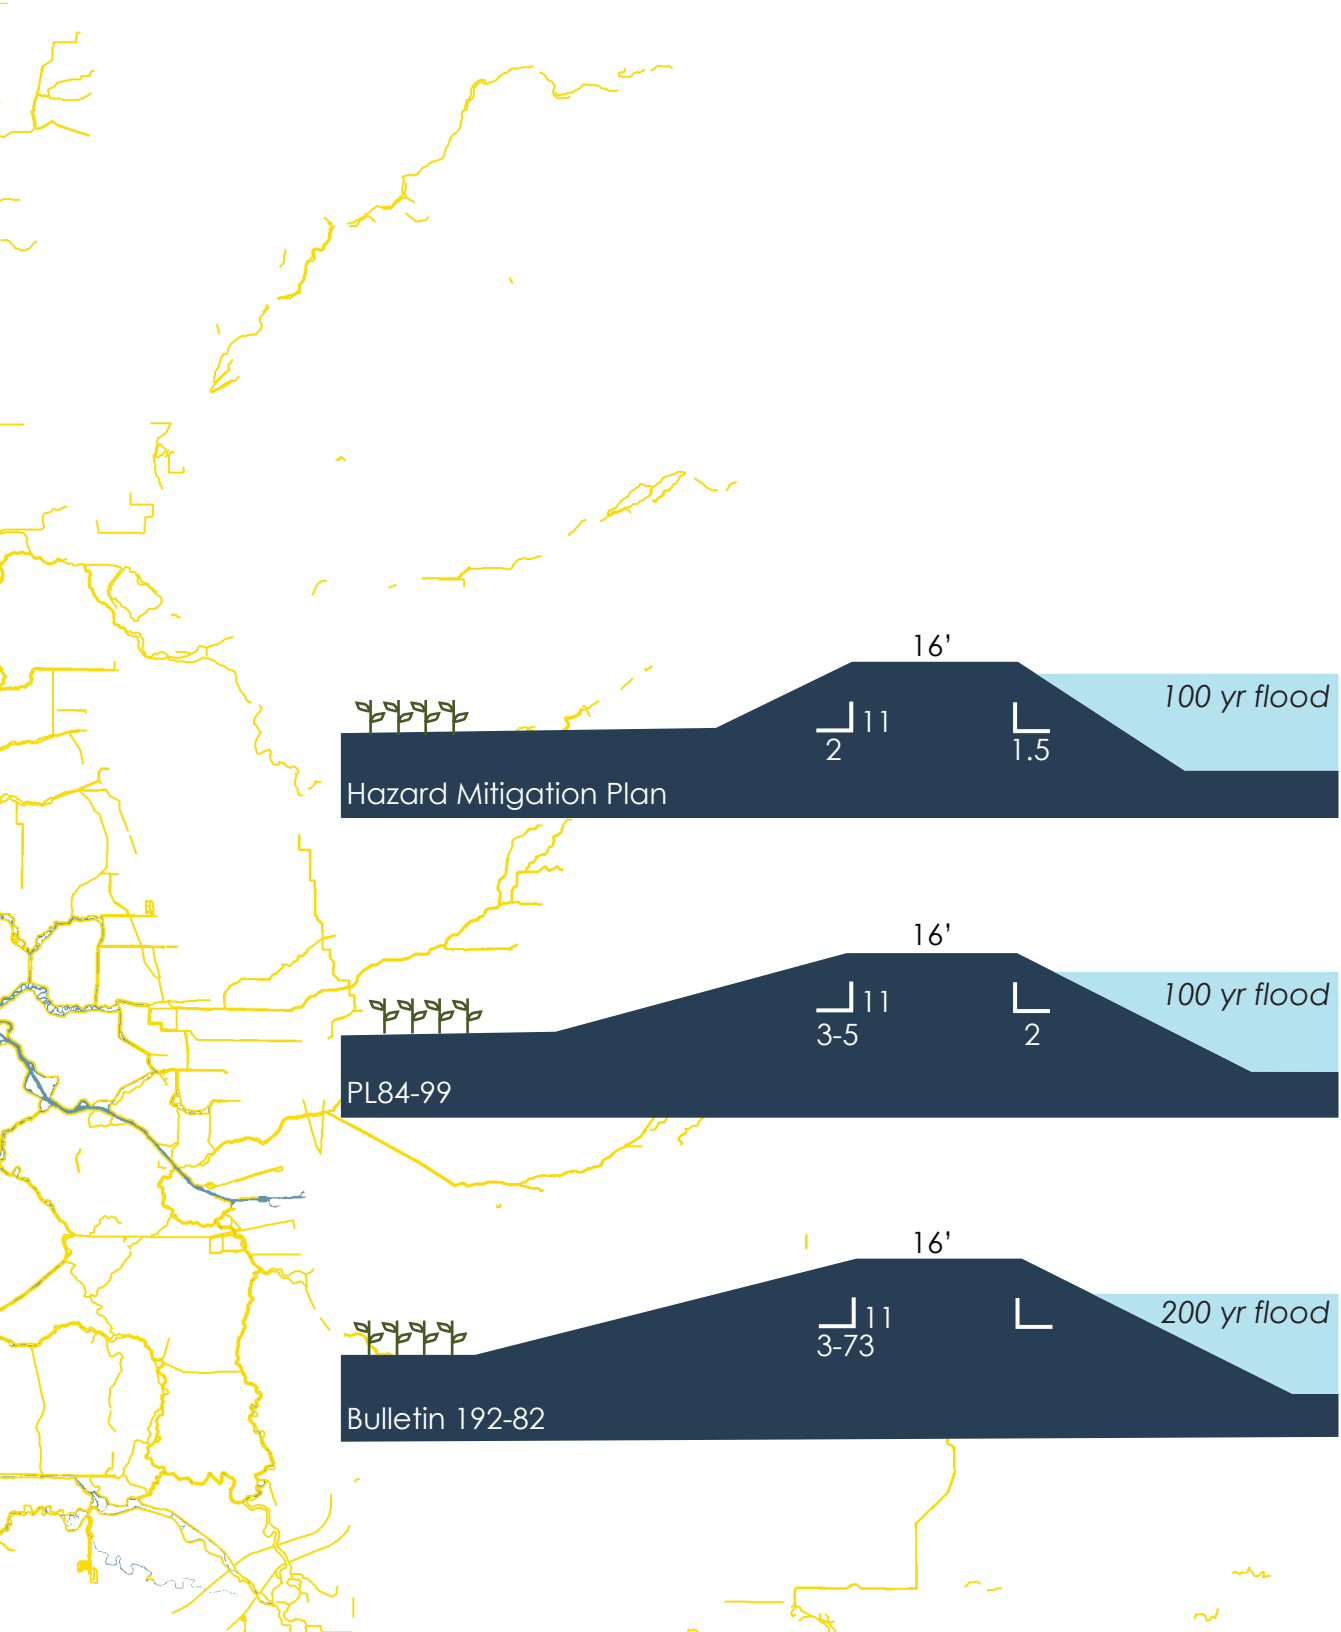 16’
100 yr flood
11
2
1.5
Hazard Mitigation Plan
16’
100 yr flood
11
3-5
2
PL84-99
16’
200 yr flood
11
3-73
Bulletin 192-82